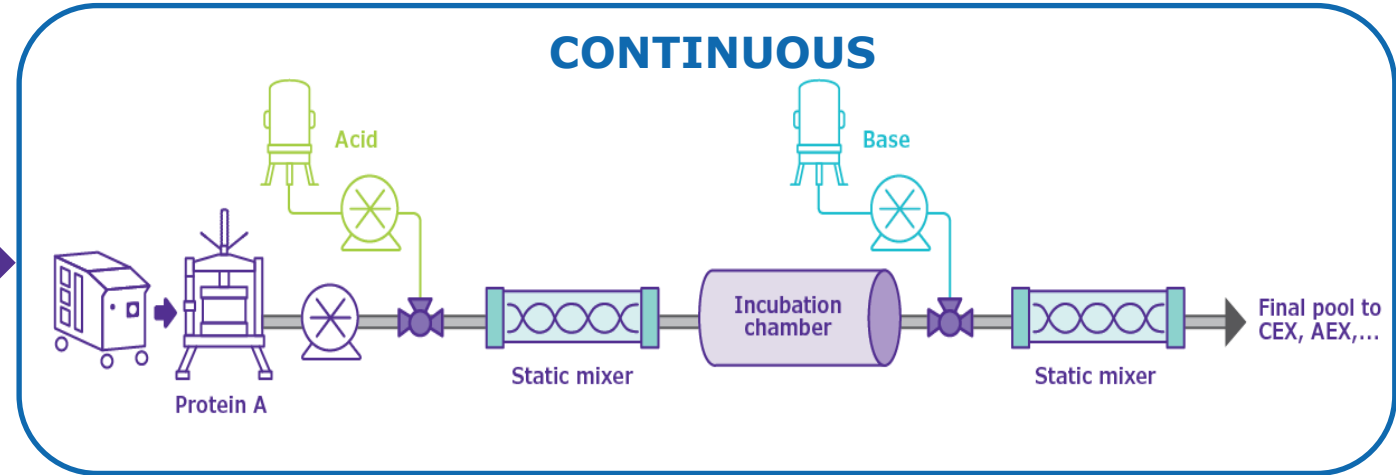 CONTINUOUS
Acid
Base
Incubation
chamber
Final pool to
CEX, AEX,...
Static mixer
Static mixer
Protein A